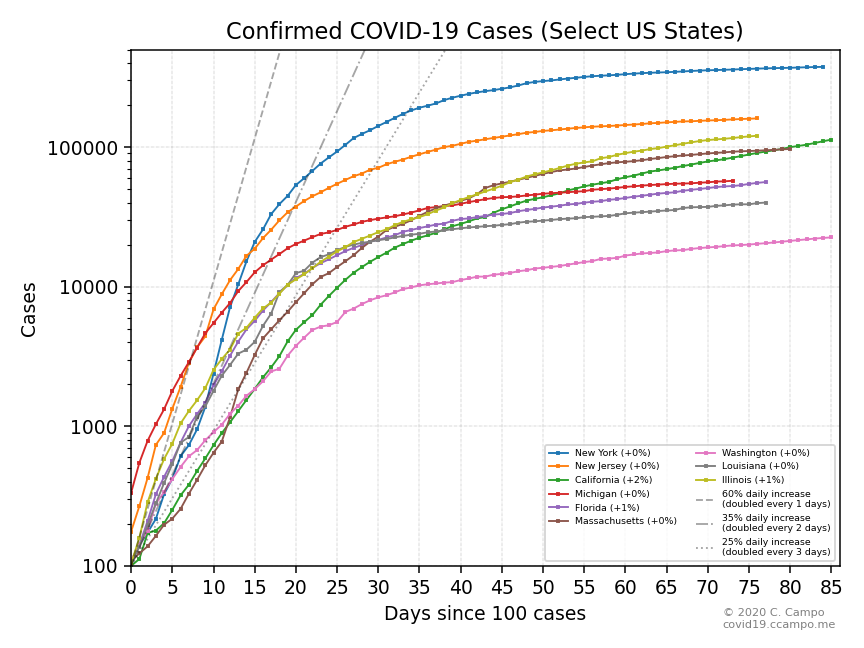 Confirmed COVID-19 Cases (Select US States)
Cases
100000
10000
1000
100
0 5 10 15 20 25 30 35 40 45 50 55 60 65 70 75 80 85
Days since 100 cases
New York (+0%)
New Jersey (+0%)
California (+2%)
Michigan (+0%)
Florida (+1%)
Massachusetts (+0%)
Washington (+0%)
Louisiana (+0%)
Illinois (+1%)
60% daily increase
(doubled every 1 days)
35% daily increase
(doubled every 2 days)
25% daily increase
(doubled every 3 days)
© 2020 C. Campo
covid19.ccampo.me